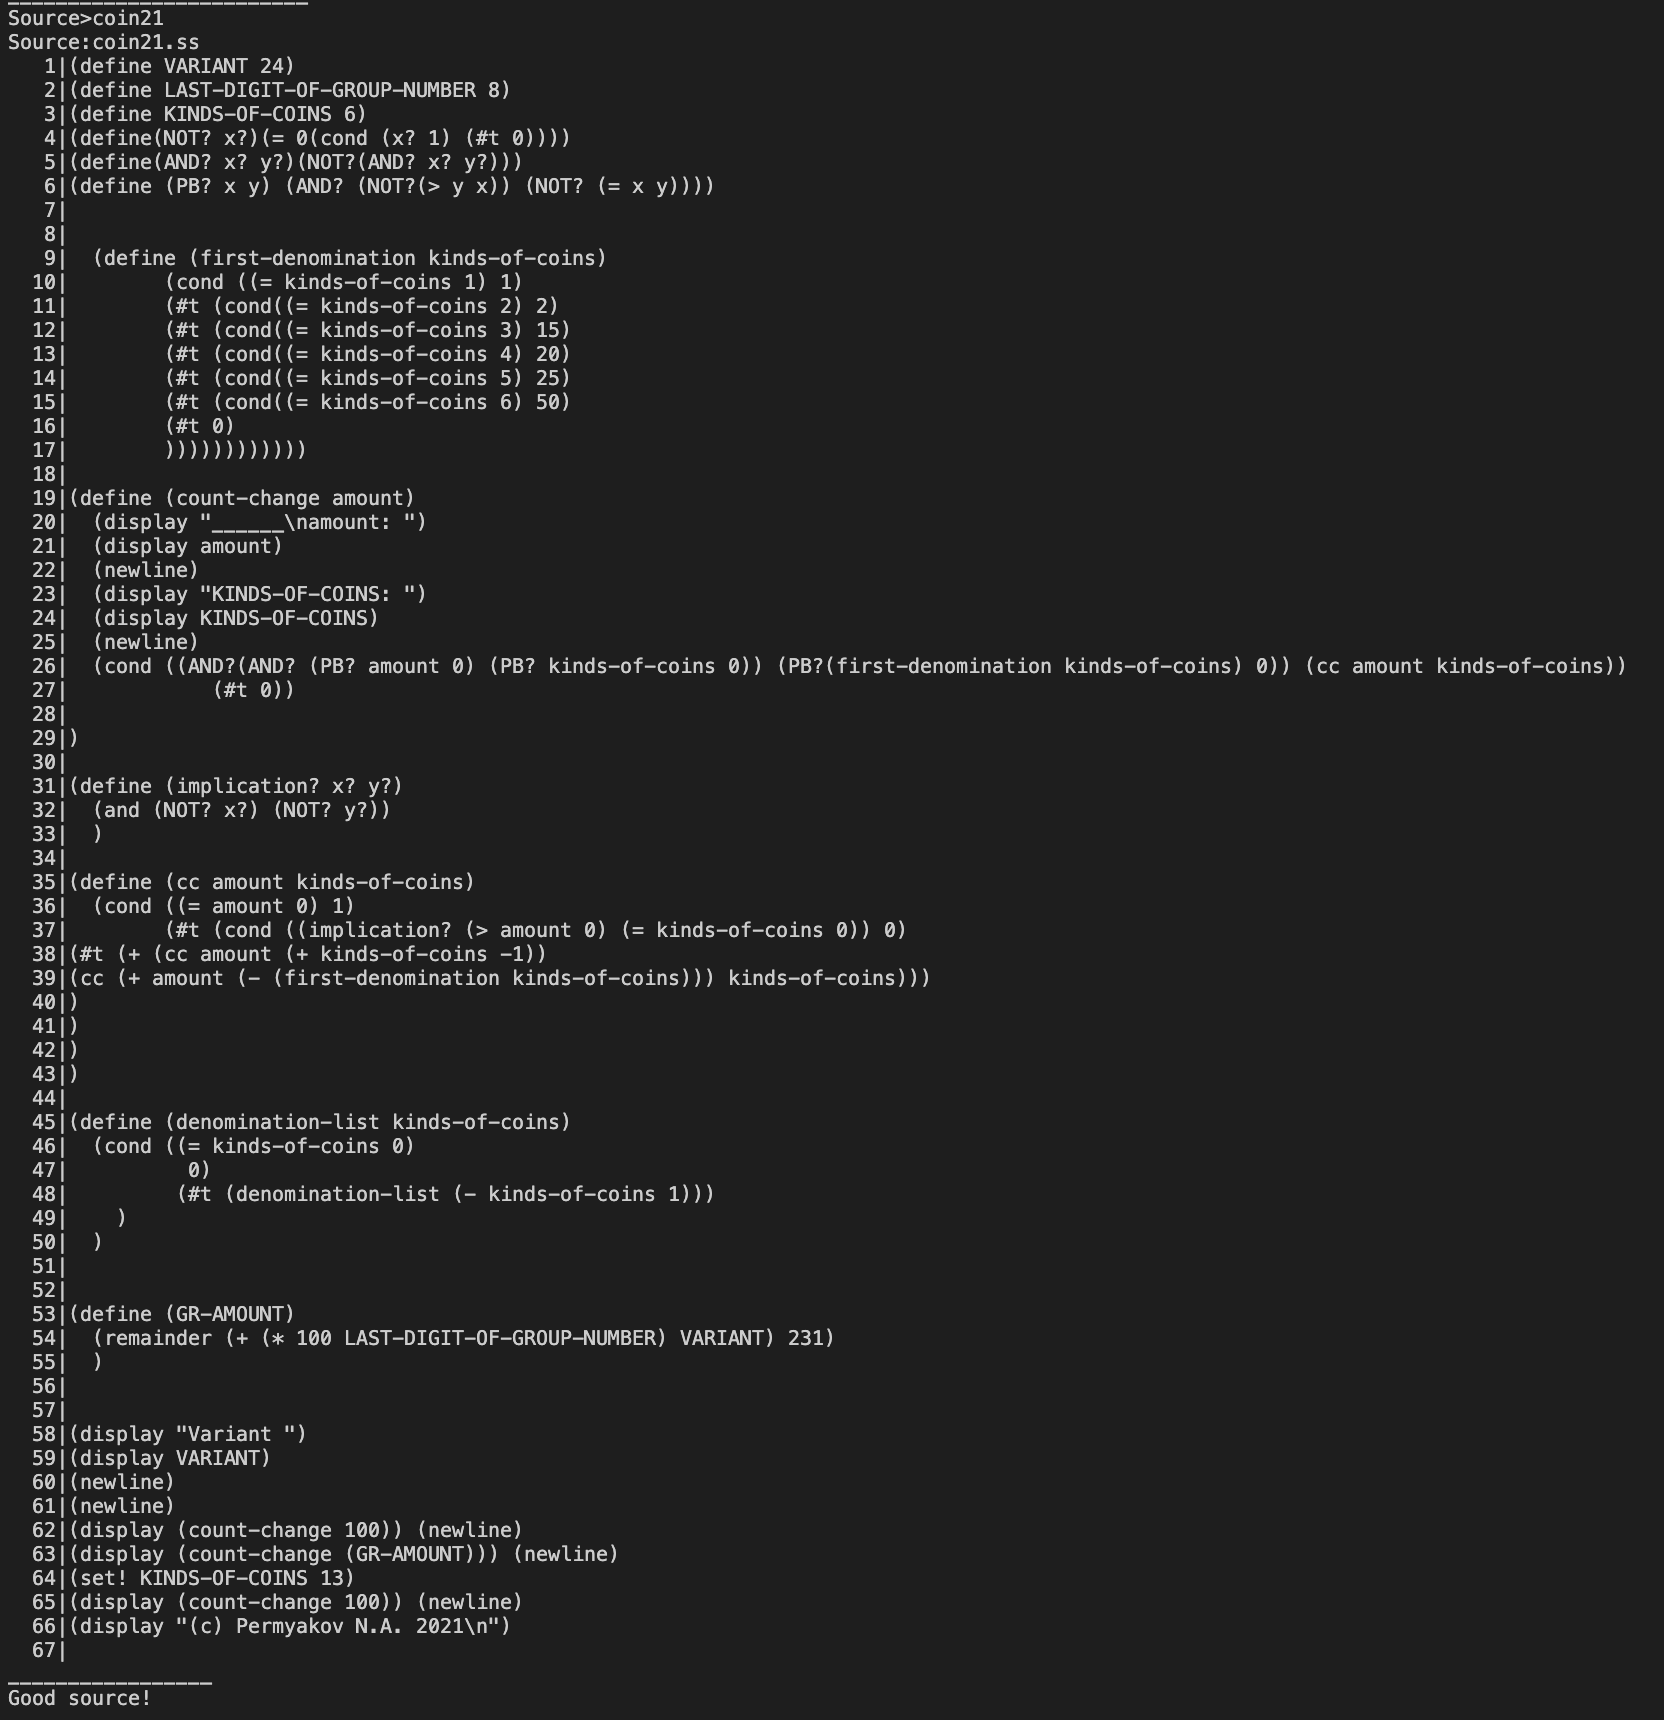 Source>coin21
Source:coin21.ss
   1|(define VARIANT 24)
   2|(define LAST-DIGIT-OF-GROUP-NUMBER 8)
   3|(define KINDS-OF-COINS 6)
   4|(define(NOT? x?)(= 0(cond (x? 1) (#t 0))))
   5|(define(AND? x? y?)(NOT?(AND? x? y?)))
   6|(define (PB? x y) (AND? (NOT?(> y x)) (NOT? (= x y))))
   7|
   8|
   9|  (define (first-denomination kinds-of-coins)
  10|        (cond ((= kinds-of-coins 1) 1)
  11|        (#t (cond((= kinds-of-coins 2) 2)
  12|        (#t (cond((= kinds-of-coins 3) 15)
  13|        (#t (cond((= kinds-of-coins 4) 20)
  14|        (#t (cond((= kinds-of-coins 5) 25)
  15|        (#t (cond((= kinds-of-coins 6) 50)
  16|        (#t 0)
  17|        ))))))))))))
  18|
  19|(define (count-change amount)
  20|  (display "______\namount: ")
  21|  (display amount)
  22|  (newline)
  23|  (display "KINDS-OF-COINS: ")
  24|  (display KINDS-OF-COINS)
  25|  (newline)
  26|  (cond ((AND?(AND? (PB? amount 0) (PB? kinds-of-coins 0)) (PB?(first-denomination kinds-of-coins) 0)) (cc amount kinds-of-coins))
  27|            (#t 0))
  28|
  29|)
  30|
  31|(define (implication? x? y?)
  32|  (and (NOT? x?) (NOT? y?))
  33|  )
  34|
  35|(define (cc amount kinds-of-coins)
  36|  (cond ((= amount 0) 1)
  37|        (#t (cond ((implication? (> amount 0) (= kinds-of-coins 0)) 0)
  38|(#t (+ (cc amount (+ kinds-of-coins -1))
  39|(cc (+ amount (- (first-denomination kinds-of-coins))) kinds-of-coins)))
  40|)
  41|)
  42|)
  43|)
  44|
  45|(define (denomination-list kinds-of-coins)
  46|  (cond ((= kinds-of-coins 0)
  47|          0)
  48|         (#t (denomination-list (- kinds-of-coins 1)))
  49|    )
  50|  )
  51|
  52|
  53|(define (GR-AMOUNT)
  54|  (remainder (+ (* 100 LAST-DIGIT-OF-GROUP-NUMBER) VARIANT) 231)
  55|  )
  56|
  57|
  58|(display "Variant ")
  59|(display VARIANT)
  60|(newline)
  61|(newline)
  62|(display (count-change 100)) (newline)
  63|(display (count-change (GR-AMOUNT))) (newline)
  64|(set! KINDS-OF-COINS 13)
  65|(display (count-change 100)) (newline)
  66|(display "(c) Permyakov N.A. 2021\n")
  67|
Good source!